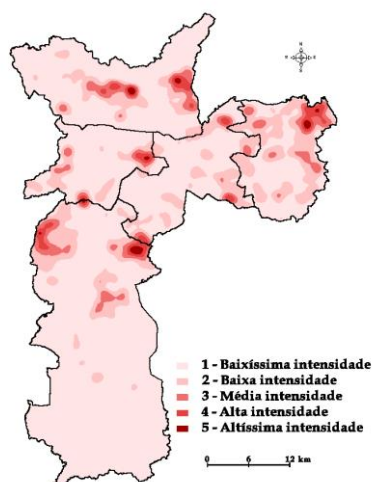 N
S
1 - Baixíssima intensidade
2 - Baixa intensidade
3 - Média intensidade
4 - Alta intensidade
5 - Altíssima intensidade
0 6 12 km